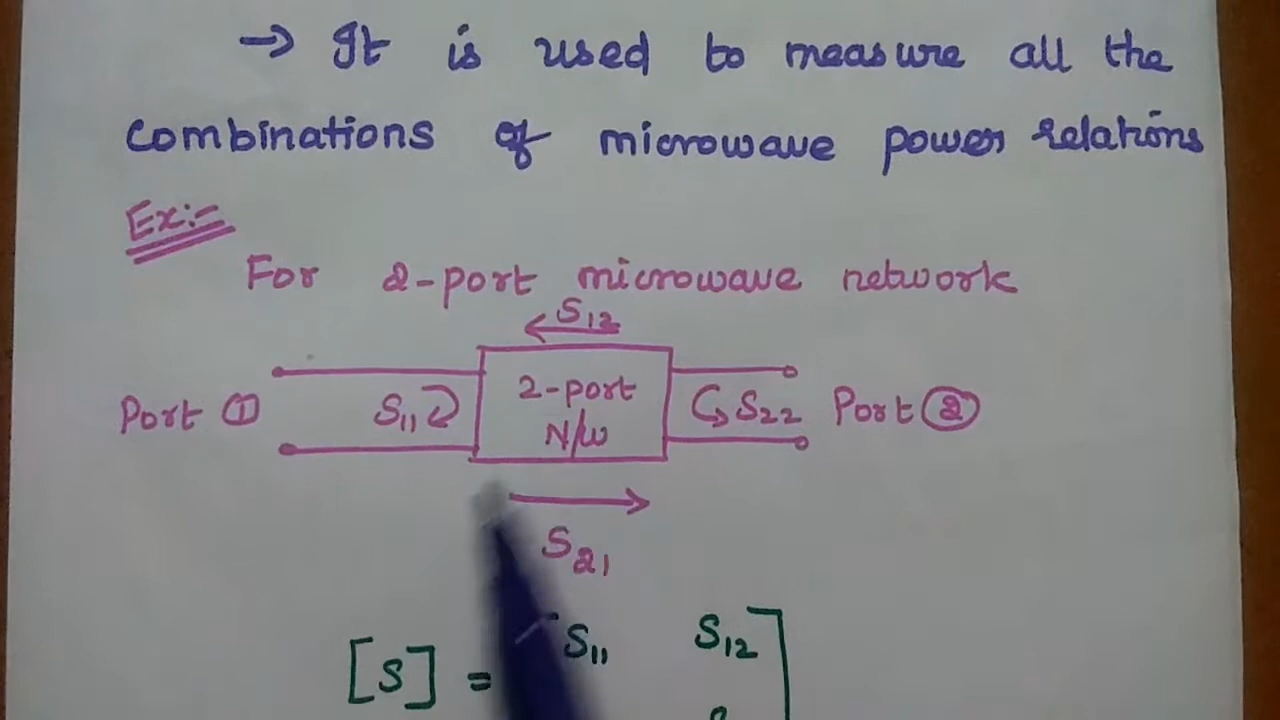 → It is used to measure all the
combinations of microwave power relations
Ex:-
For 2-port microwave network
S12
Port ① S11 2-port N/W S22 Port ②
S21
[S] = S11 S12